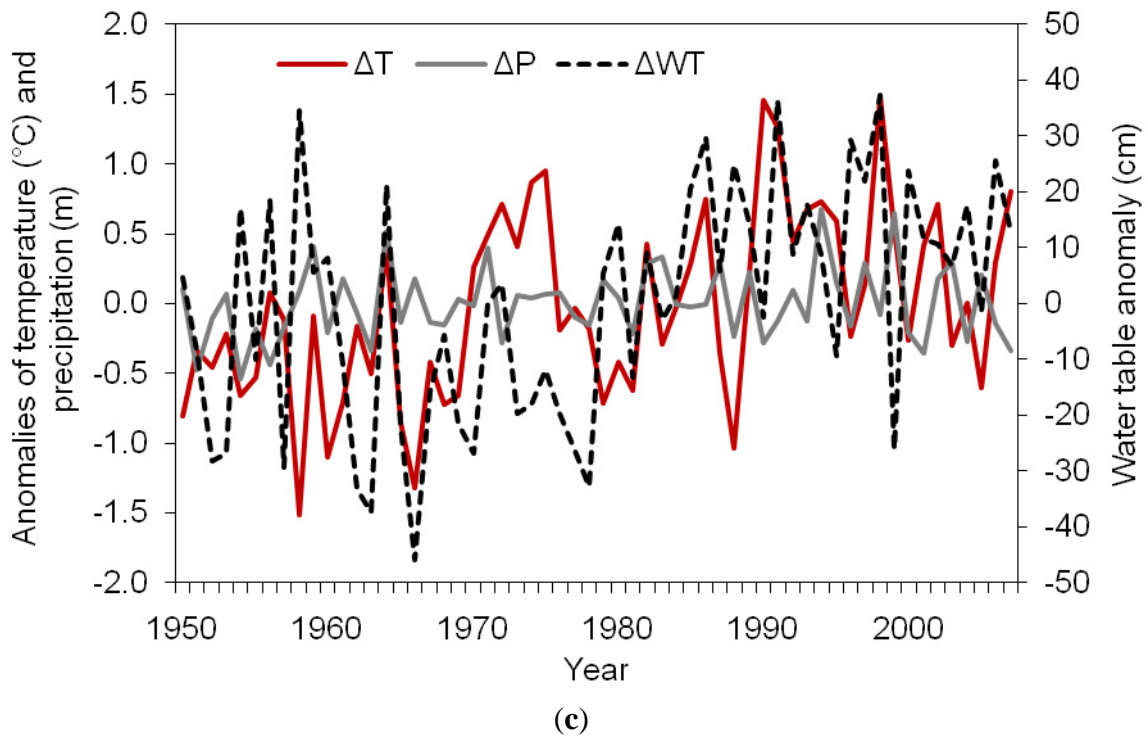 Anomalies of temperature (°C) and
precipitation (m)
2.0
1.5
1.0
0.5
0.0
-0.5
-1.0
-1.5
-2.0
ΔT ΔP ΔWT
50
40
30
20
10
0
-10
-20
-30
-40
-50
Water table anomaly (cm)
1950 1960 1970 1980 1990 2000
Year
(c)